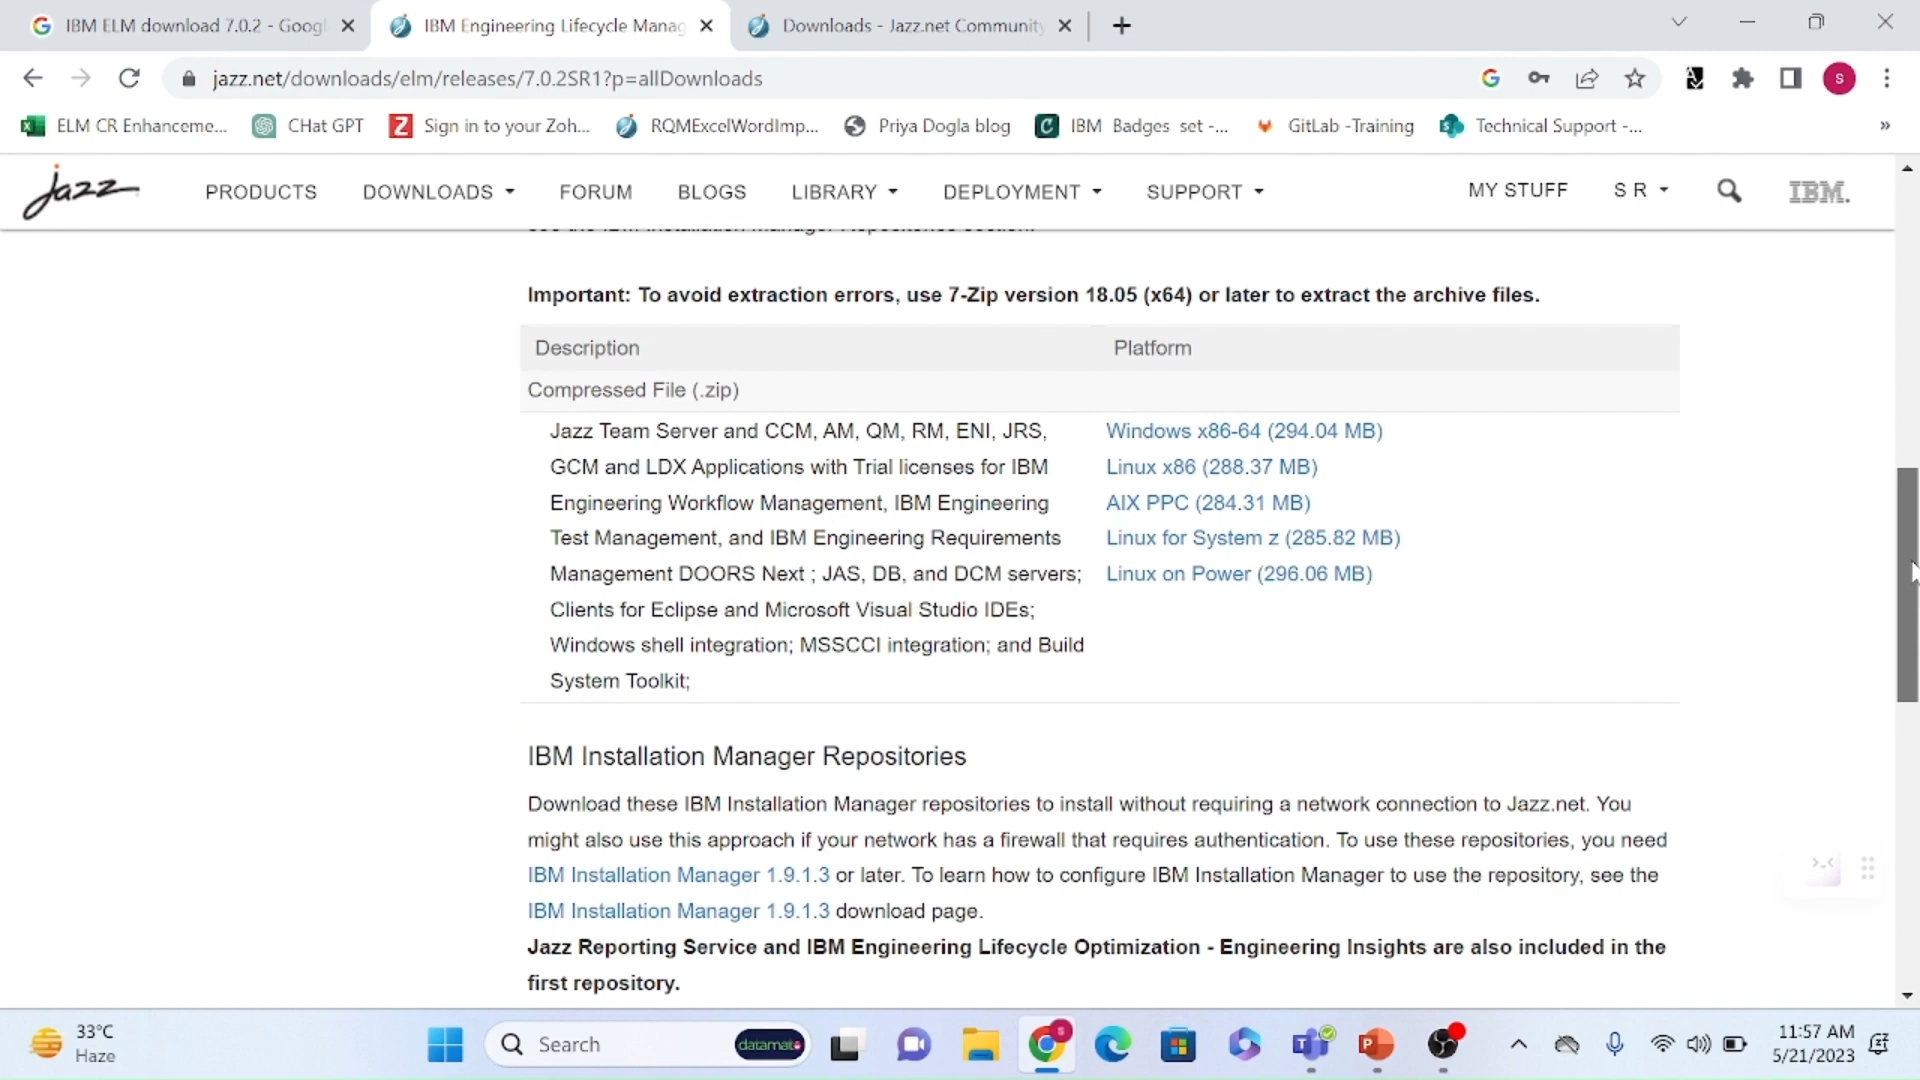 IBM ELM download 7.0.2 - Googl
IBM Engineering Lifecycle Manag
Downloads - Jazz.net Community
jazz.net/downloads/elm/releases/7.0.2SR1?p=allDownloads
S
ELM CR Enhanceme...
CHat GPT
Sign in to your Zoh...
RQMExcelWordImp...
Priya Dogla blog
IBM Badges set -...
GitLab -Training
Technical Support -...
»
jazz
PRODUCTS
DOWNLOADS
FORUM
BLOGS
LIBRARY
DEPLOYMENT
SUPPORT
MY STUFF
S R
IBM.
Important: To avoid extraction errors, use 7-Zip version 18.05 (x64) or later to extract the archive files.
Description Platform
Compressed File (.zip)
Jazz Team Server and CCM, AM, QM, RM, ENI, JRS,
GCM and LDX Applications with Trial licenses for IBM
Engineering Workflow Management, IBM Engineering
Test Management, and IBM Engineering Requirements
Management DOORS Next ; JAS, DB, and DCM servers;
Clients for Eclipse and Microsoft Visual Studio IDEs;
Windows shell integration; MSSCCI integration; and Build
System Toolkit;
Windows x86-64 (294.04 MB)
Linux x86 (288.37 MB)
AIX PPC (284.31 MB)
Linux for System z (285.82 MB)
Linux on Power (296.06 MB)
IBM Installation Manager Repositories
Download these IBM Installation Manager repositories to install without requiring a network connection to Jazz.net. You
might also use this approach if your network has a firewall that requires authentication. To use these repositories, you need
IBM Installation Manager 1.9.1.3 or later. To learn how to configure IBM Installation Manager to use the repository, see the
IBM Installation Manager 1.9.1.3 download page.
Jazz Reporting Service and IBM Engineering Lifecycle Optimization - Engineering Insights are also included in the
first repository.
33°C
Haze
Search
datamato
11:57 AM
5/21/2023